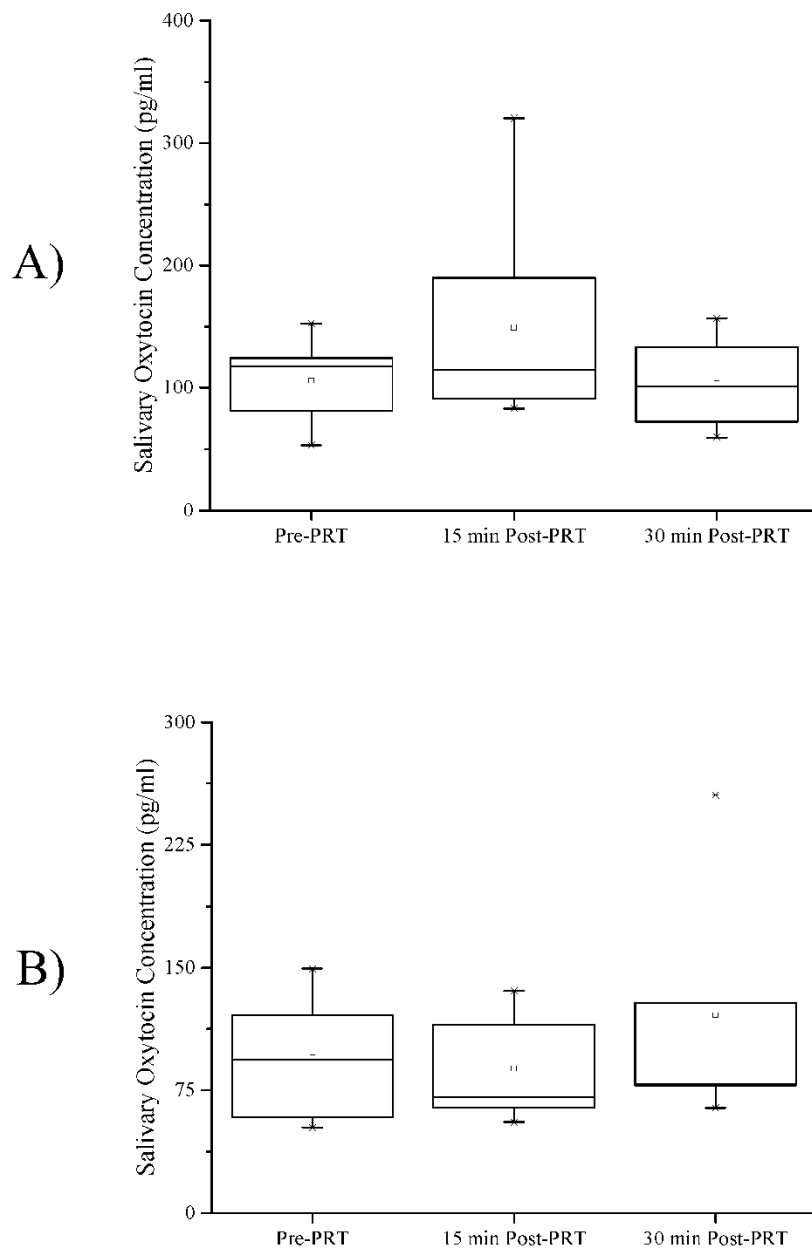 A)
Salivary Oxytocin Concentration (pg/ml)
400
300
200
100
0
Pre-PRT 15 min Post-PRT 30 min Post-PRT
B)
Salivary Oxytocin Concentration (pg/ml)
300
225
150
75
0
Pre-PRT 15 min Post-PRT 30 min Post-PRT